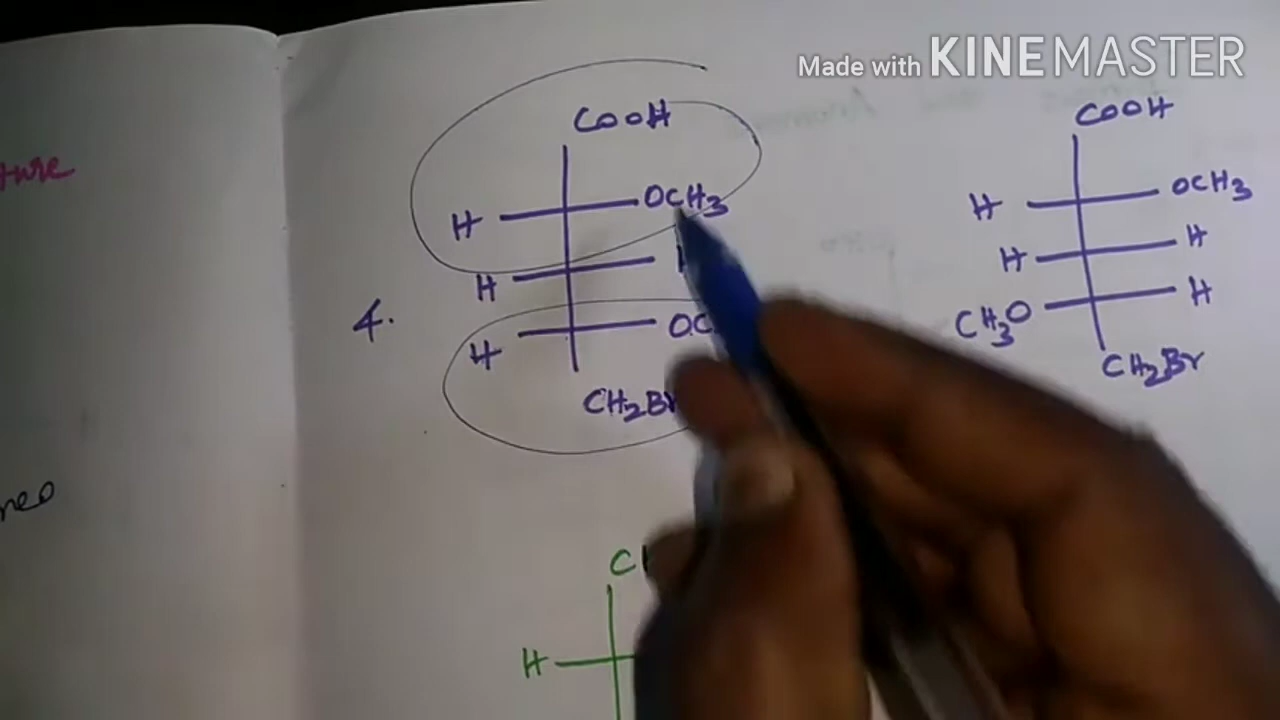 Made with KINEMASTER
COOH
H OCH3
H
H
CH2Br
4.
COOH
H OCH3
H H
CH3O H
CH2Br
H